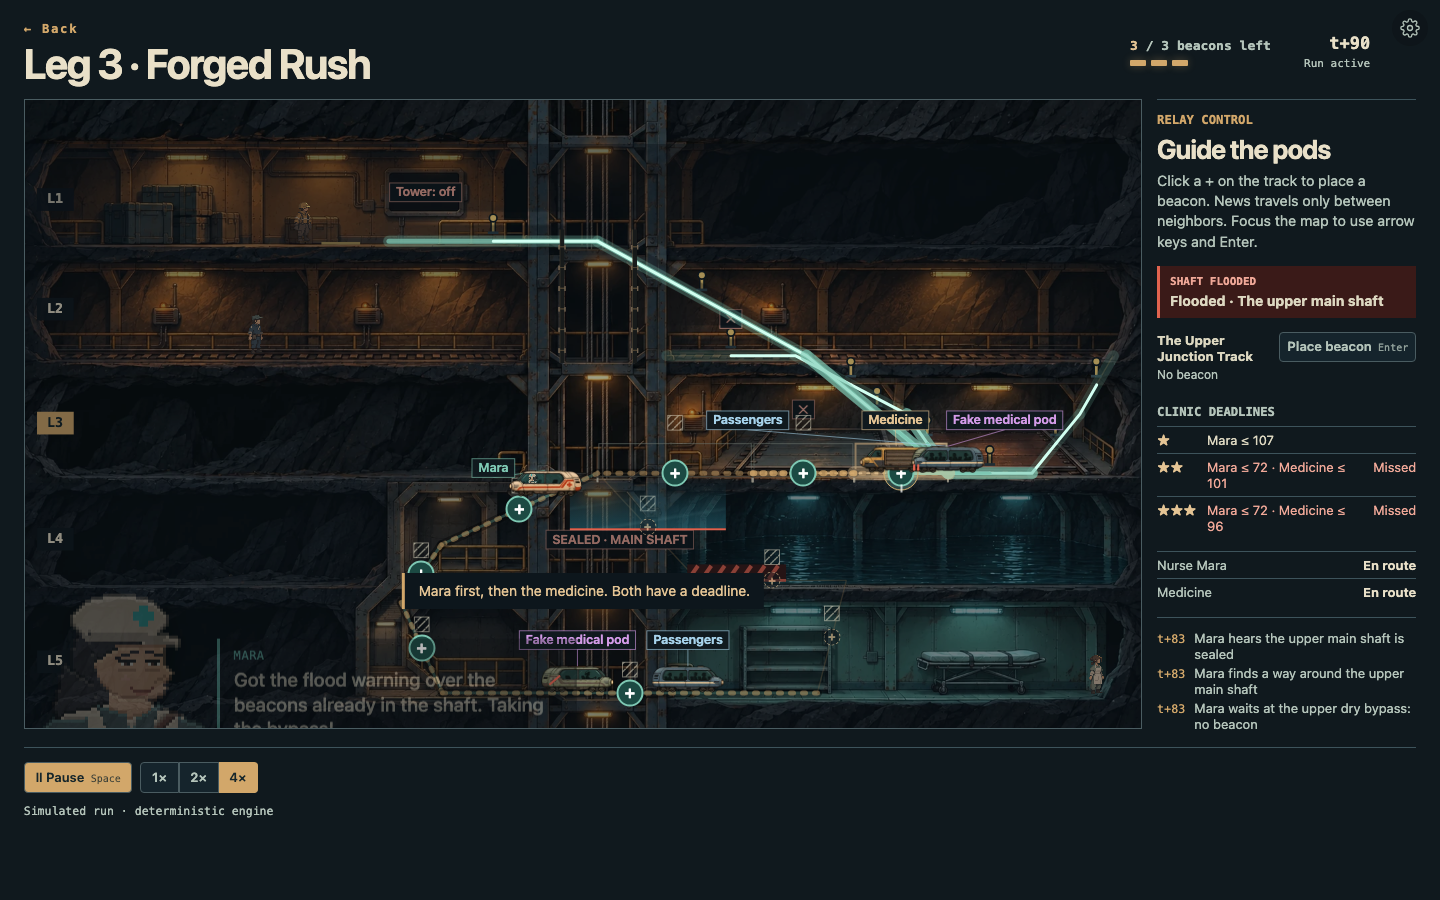 ← Back
Leg 3 · Forged Rush
3 / 3 beacons left
t+90
Run active
L1
L2
L3
L4
L5
Tower: off
Passengers
Medicine
Fake medical pod
Mara
SEALED · MAIN SHAFT
Mara first, then the medicine. Both have a deadline.
Fake medical pod
Passengers
MARA
Got the flood warning over the
beacons already in the shaft. Taking
the bypass!
RELAY CONTROL
Guide the pods
Click a + on the track to place a
beacon. News travels only between
neighbors. Focus the map to use arrow
keys and Enter.
SHAFT FLOODED
Flooded · The upper main shaft
The Upper
Junction Track
No beacon
Place beacon Enter
CLINIC DEADLINES
★ Mara ≤ 107
★★ Mara ≤ 72 · Medicine ≤ Missed
101
★★★ Mara ≤ 72 · Medicine ≤ Missed
96
Nurse Mara En route
Medicine En route
t+83 Mara hears the upper main shaft is
sealed
t+83 Mara finds a way around the upper
main shaft
t+83 Mara waits at the upper dry bypass:
no beacon
II Pause Space
1×
2×
4×
Simulated run · deterministic engine